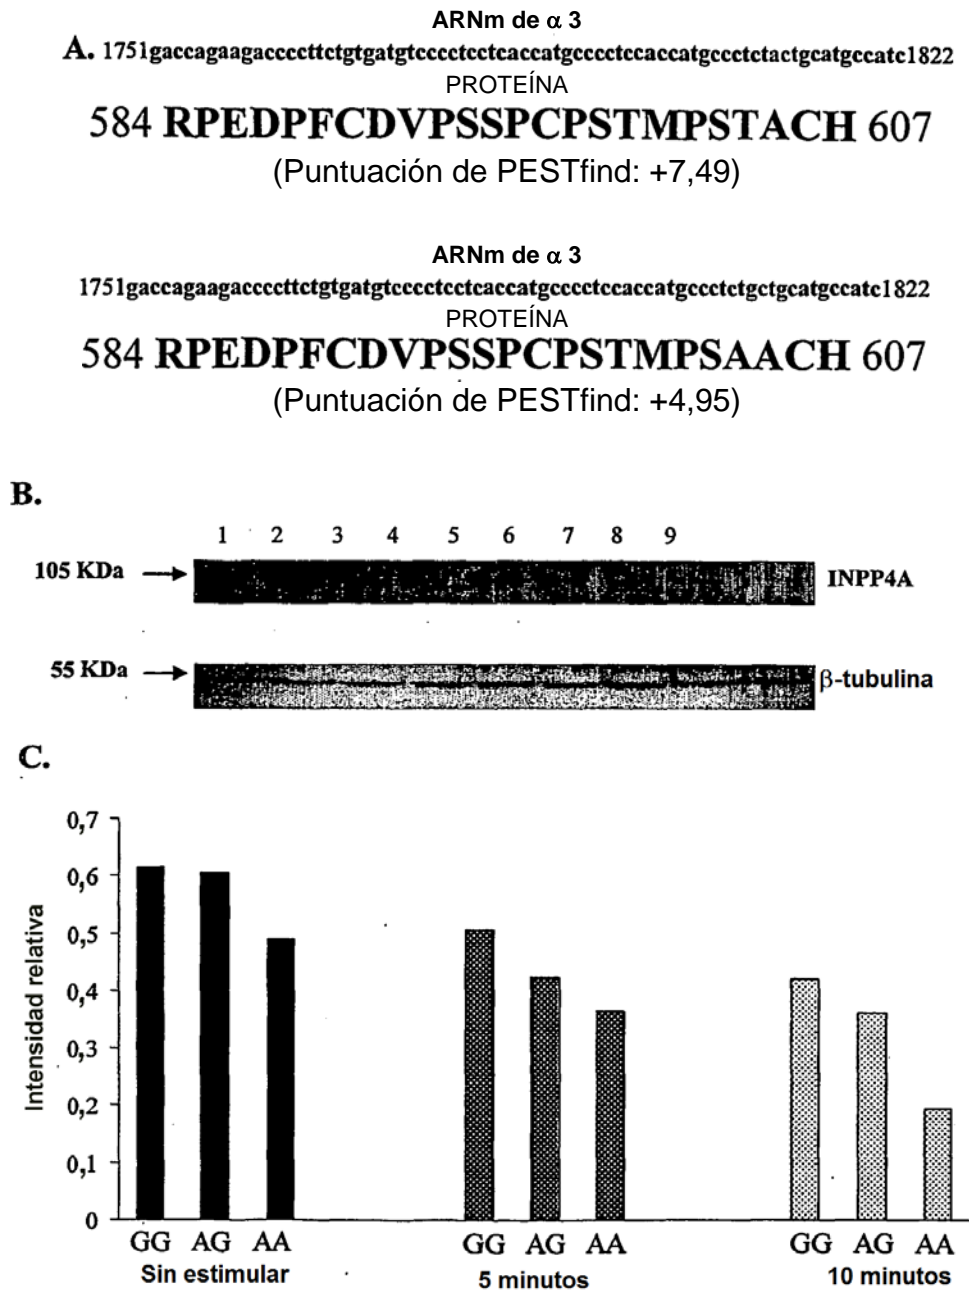 ARNm de α 3
A. 1751gaccagaagaccccttctgtgatgtcccctcctcaccatgcccctccaccatgccctctactgcatgccatc1822
PROTEÍNA
584 RPEDPFCDVPSSPCPSTMPSTACH 607
(Puntuación de PESTfind: +7,49)
ARNm de α 3
1751gaccagaagaccccttctgtgatgtcccctcctcaccatgcccctccaccatgccctctgctgcatgccatc1822
PROTEÍNA
584 RPEDPFCDVPSSPCPSTMPSAACH 607
(Puntuación de PESTfind: +4,95)
B.
1 2 3 4 5 6 7 8 9
105 KDa INPP4A
55 KDa β-tubulina
C.
Intensidad relativa
0,7
0,6
0,5
0,4
0,3
0,2
0,1
0
GG AG AA GG AG AA GG AG AA
Sin estimular 5 minutos 10 minutos